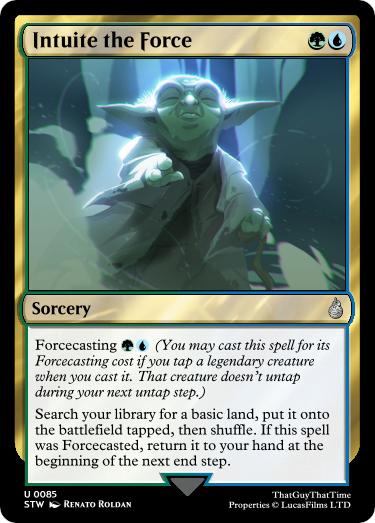 Intuite the Force
Sorcery
Forcecasting (You may cast this spell for its
Forcecasting cost if you tap a legendary creature
when you cast it. That creature doesn't untap
during your next untap step.)
Search your library for a basic land, put it onto
the battlefield tapped, then shuffle. If this spell
was Forcecasted, return it to your hand at the
beginning of the next end step.
U 0085
ThatGuyThatTime
STW RENATO ROLDAN
Properties © LucasFilms LTD